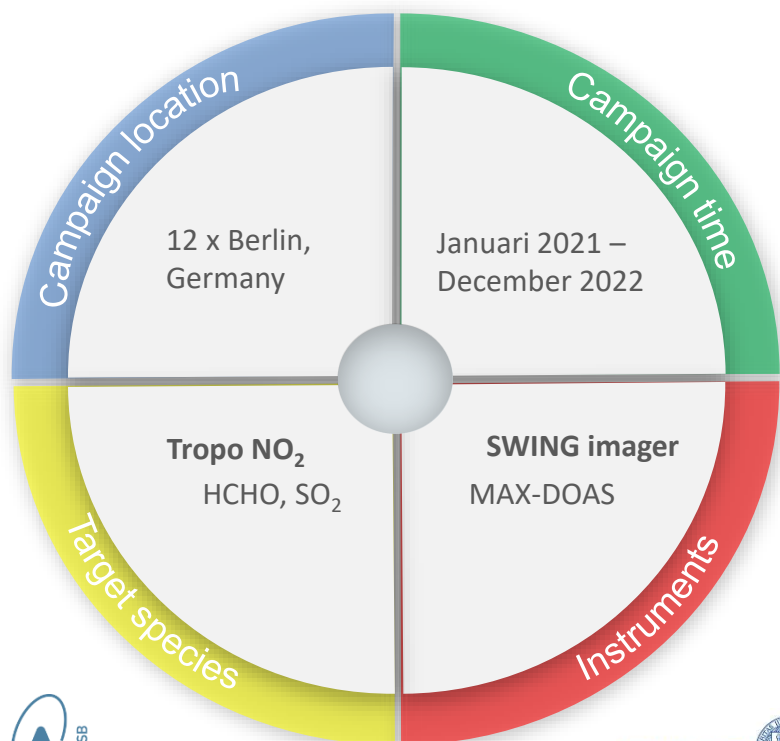 Campaign location
12 x Berlin,
Germany
Campaign time
Januari 2021 –
December 2022
Target species
Tropo NO₂
HCHO, SO₂
Instruments
SWING imager
MAX-DOAS
SB